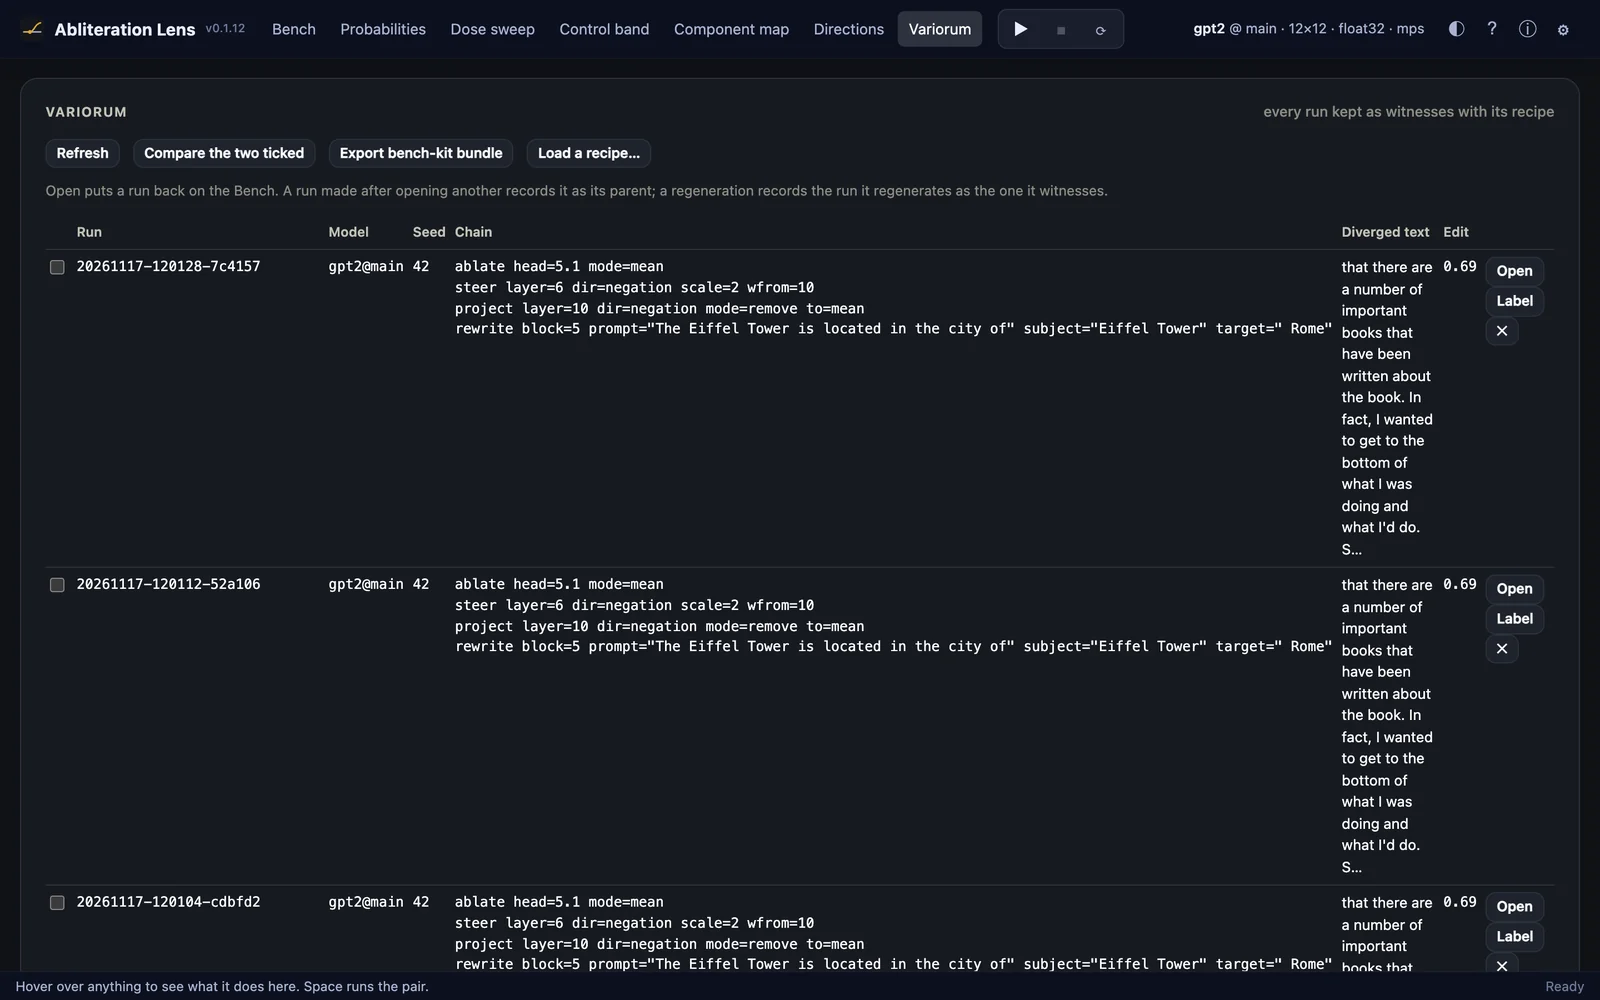 Abliteration Lens v0.1.12 Bench Probabilities Dose sweep Control band Component map Directions Variorum gpt2 @ main · 12×12 · float32 · mps
VARIORUM
every run kept as witnesses with its recipe
Refresh Compare the two ticked Export bench-kit bundle Load a recipe...
Open puts a run back on the Bench. A run made after opening another records it as its parent; a regeneration records the run it regenerates as the one it witnesses.
Run Model Seed Chain Diverged text Edit
20261117-120128-7c4157 gpt2@main 42
ablate head=5.1 mode=mean
steer layer=6 dir=negation scale=2 wfrom=10
project layer=10 dir=negation mode=remove to=mean
rewrite block=5 prompt="The Eiffel Tower is located in the city of" subject="Eiffel Tower" target=" Rome"
that there are
a number of
important
books that
have been
written about
the book. In
fact, I wanted
to get to the
bottom of
what I was
doing and
what I'd do.
S...
0.69
Open
Label
✕
20261117-120112-52a106 gpt2@main 42
ablate head=5.1 mode=mean
steer layer=6 dir=negation scale=2 wfrom=10
project layer=10 dir=negation mode=remove to=mean
rewrite block=5 prompt="The Eiffel Tower is located in the city of" subject="Eiffel Tower" target=" Rome"
that there are
a number of
important
books that
have been
written about
the book. In
fact, I wanted
to get to the
bottom of
what I was
doing and
what I'd do.
S...
0.69
Open
Label
✕
20261117-120104-cdbfd2 gpt2@main 42
ablate head=5.1 mode=mean
steer layer=6 dir=negation scale=2 wfrom=10
project layer=10 dir=negation mode=remove to=mean
rewrite block=5 prompt="The Eiffel Tower is located in the city of" subject="Eiffel Tower" target=" Rome"
that there are
a number of
important
books that
0.69
Open
Label
✕
Hover over anything to see what it does here. Space runs the pair.
Ready